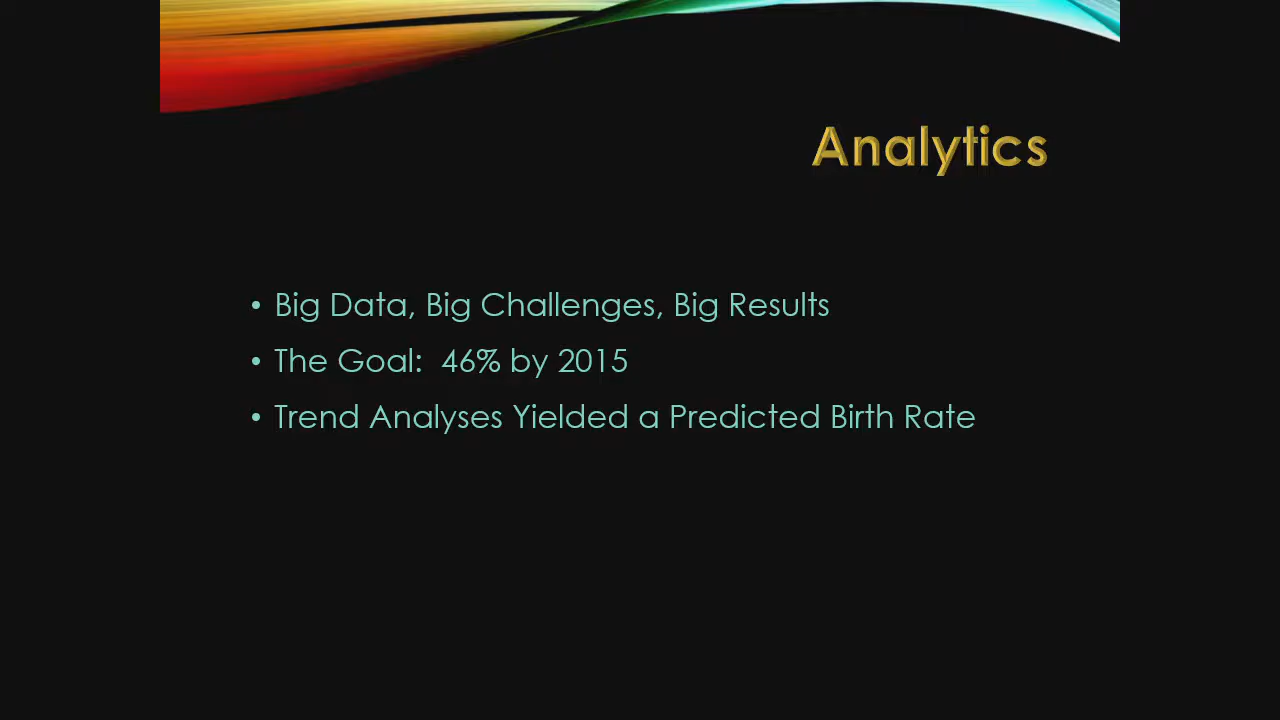 Analytics
• Big Data, Big Challenges, Big Results
• The Goal:  46% by 2015
• Trend Analyses Yielded a Predicted Birth Rate